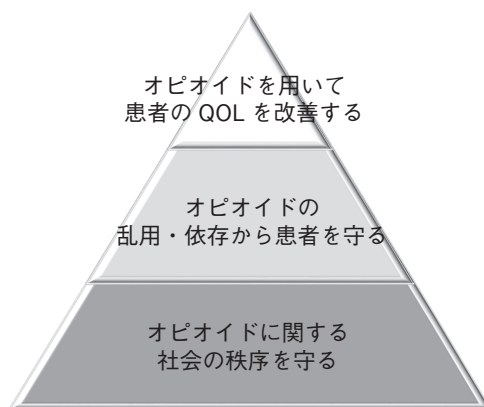 オピオイドを用いて
患者の QOL を改善する
オピオイドの
乱用・依存から患者を守る
オピオイドに関する
社会の秩序を守る